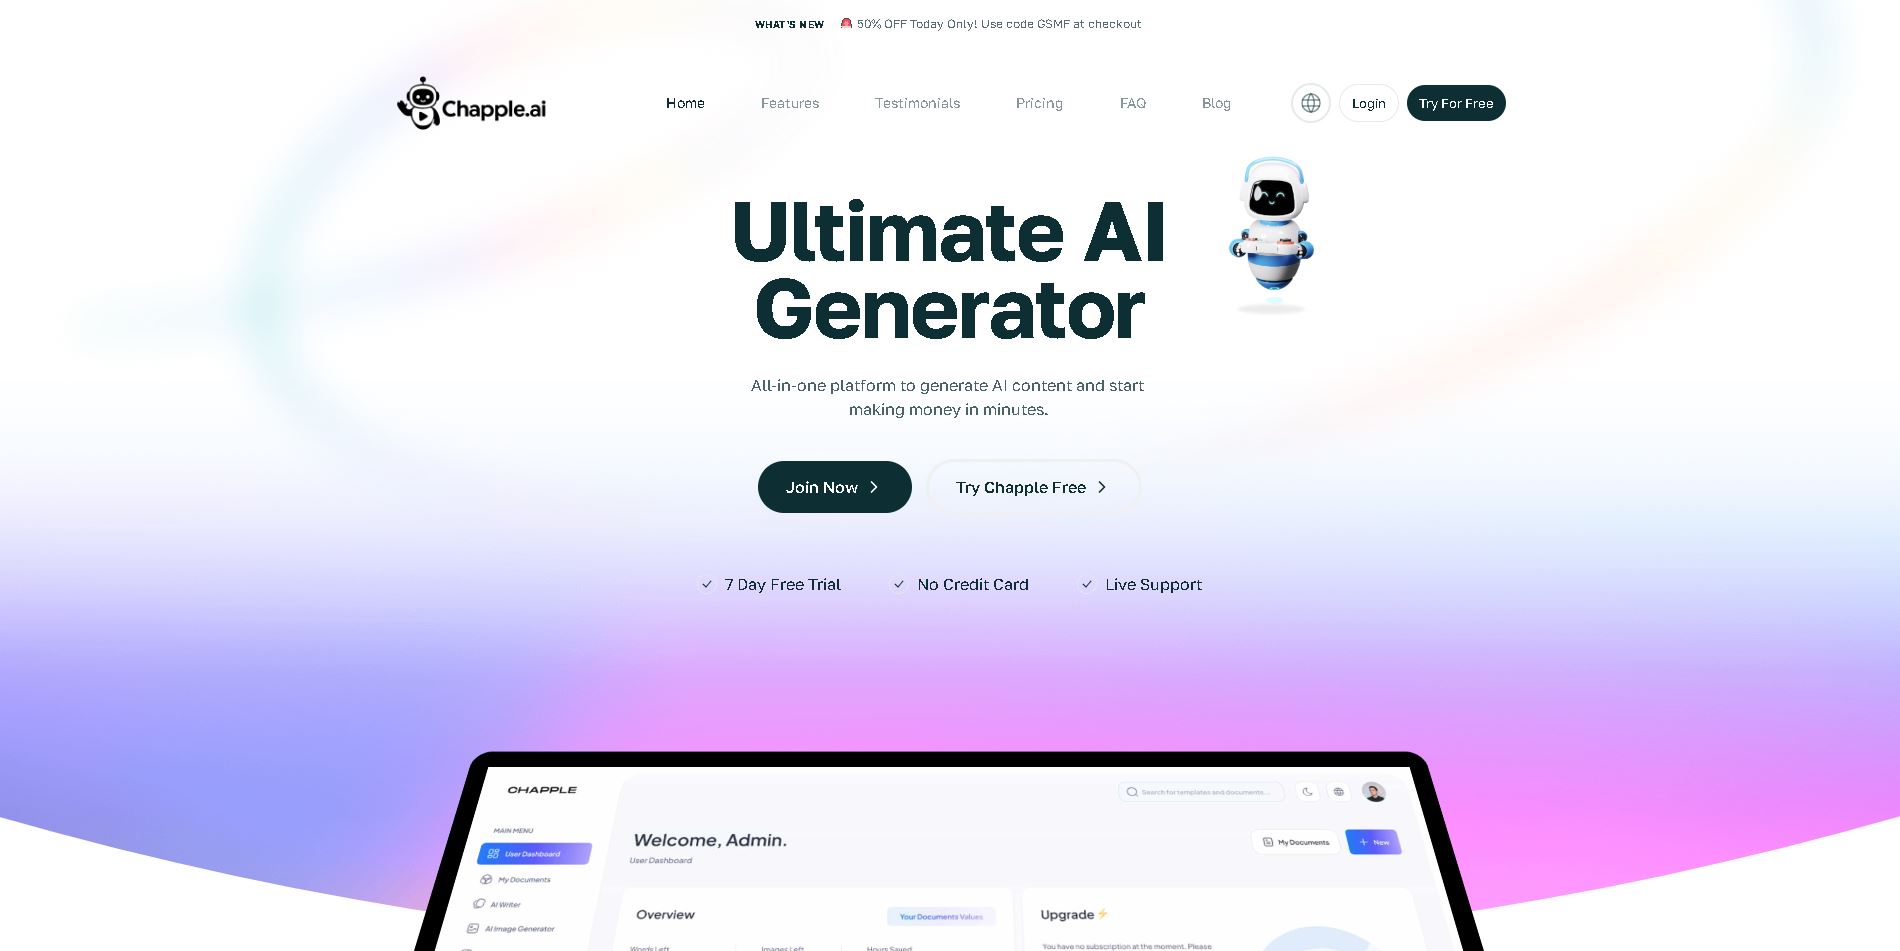 WHAT'S NEW 50% OFF Today Only! Use code GSMF at checkout
Chapple.ai
Home Features Testimonials Pricing FAQ Blog Login Try For Free
Ultimate AI
Generator
All-in-one platform to generate AI content and start
making money in minutes.
Join Now Try Chapple Free
7 Day Free Trial No Credit Card Live Support
CHAPPLE Search for templates and documents...
MAIN MENU
Welcome, Admin. My Documents New
User Dashboard
User Dashboard
My Documents
AI Writer
Overview Your Documents Values Upgrade
AI Image Generator
Words Left Images Left Hours Saved You have no subscription at the moment. Please